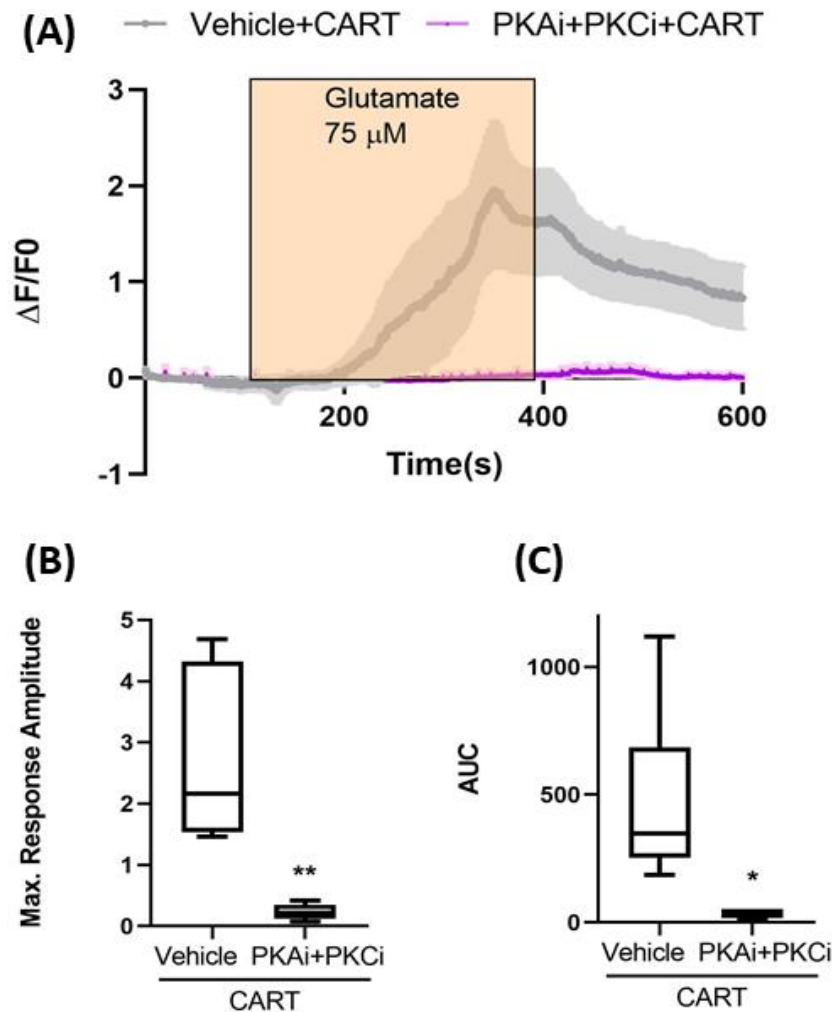 (A)
Vehicle+CART PKAi+PKCi+CART
Glutamate
75 μM
3
2
1
0
-1
ΔF/F0
200 400 600
Time(s)
(B)
Max. Response Amplitude
5
4
3
2
1
0
**
Vehicle PKAi+PKCi
CART
(C)
AUC
1000
500
0
*
Vehicle PKAi+PKCi
CART